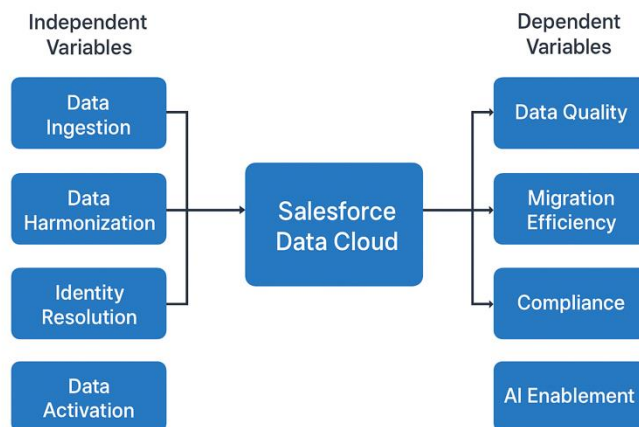 Independent
Variables
Data
Ingestion
Data
Harmonization
Identity
Resolution
Data
Activation
Salesforce
Data Cloud
Dependent
Variables
Data Quality
Migration
Efficiency
Compliance
AI Enablement